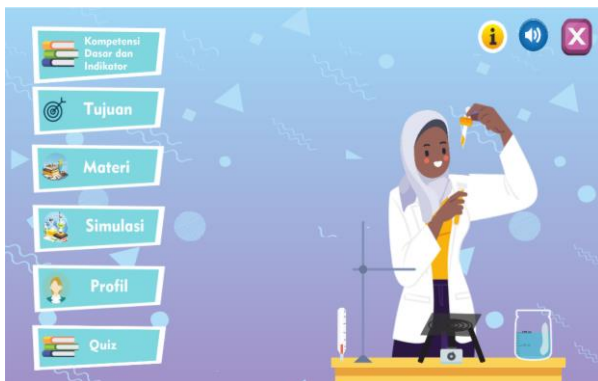 Kompetensi
Dasar dan
Indikator
Tujuan
Materi
Simulasi
Profil
Quiz
i
X